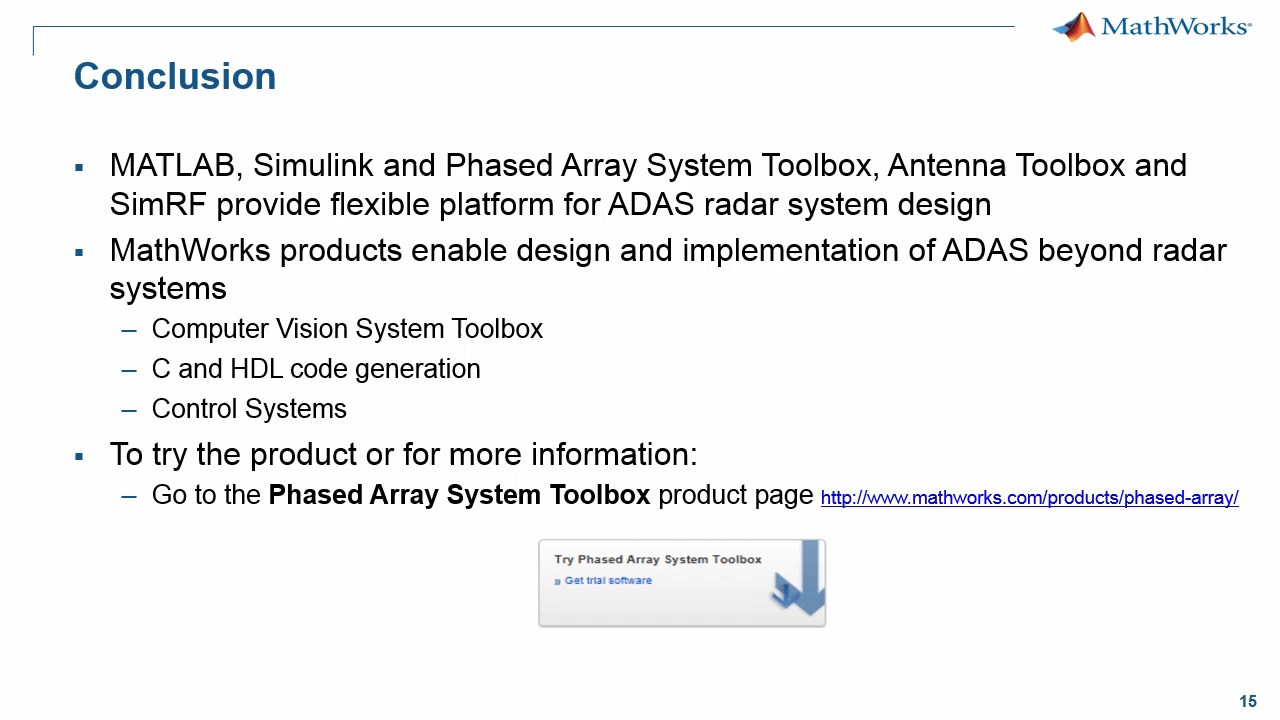 MathWorks®
Conclusion
▪ MATLAB, Simulink and Phased Array System Toolbox, Antenna Toolbox and
SimRF provide flexible platform for ADAS radar system design
▪ MathWorks products enable design and implementation of ADAS beyond radar
systems
– Computer Vision System Toolbox
– C and HDL code generation
– Control Systems
▪ To try the product or for more information:
– Go to the Phased Array System Toolbox product page http://www.mathworks.com/products/phased-array/
Try Phased Array System Toolbox
» Get trial software
15